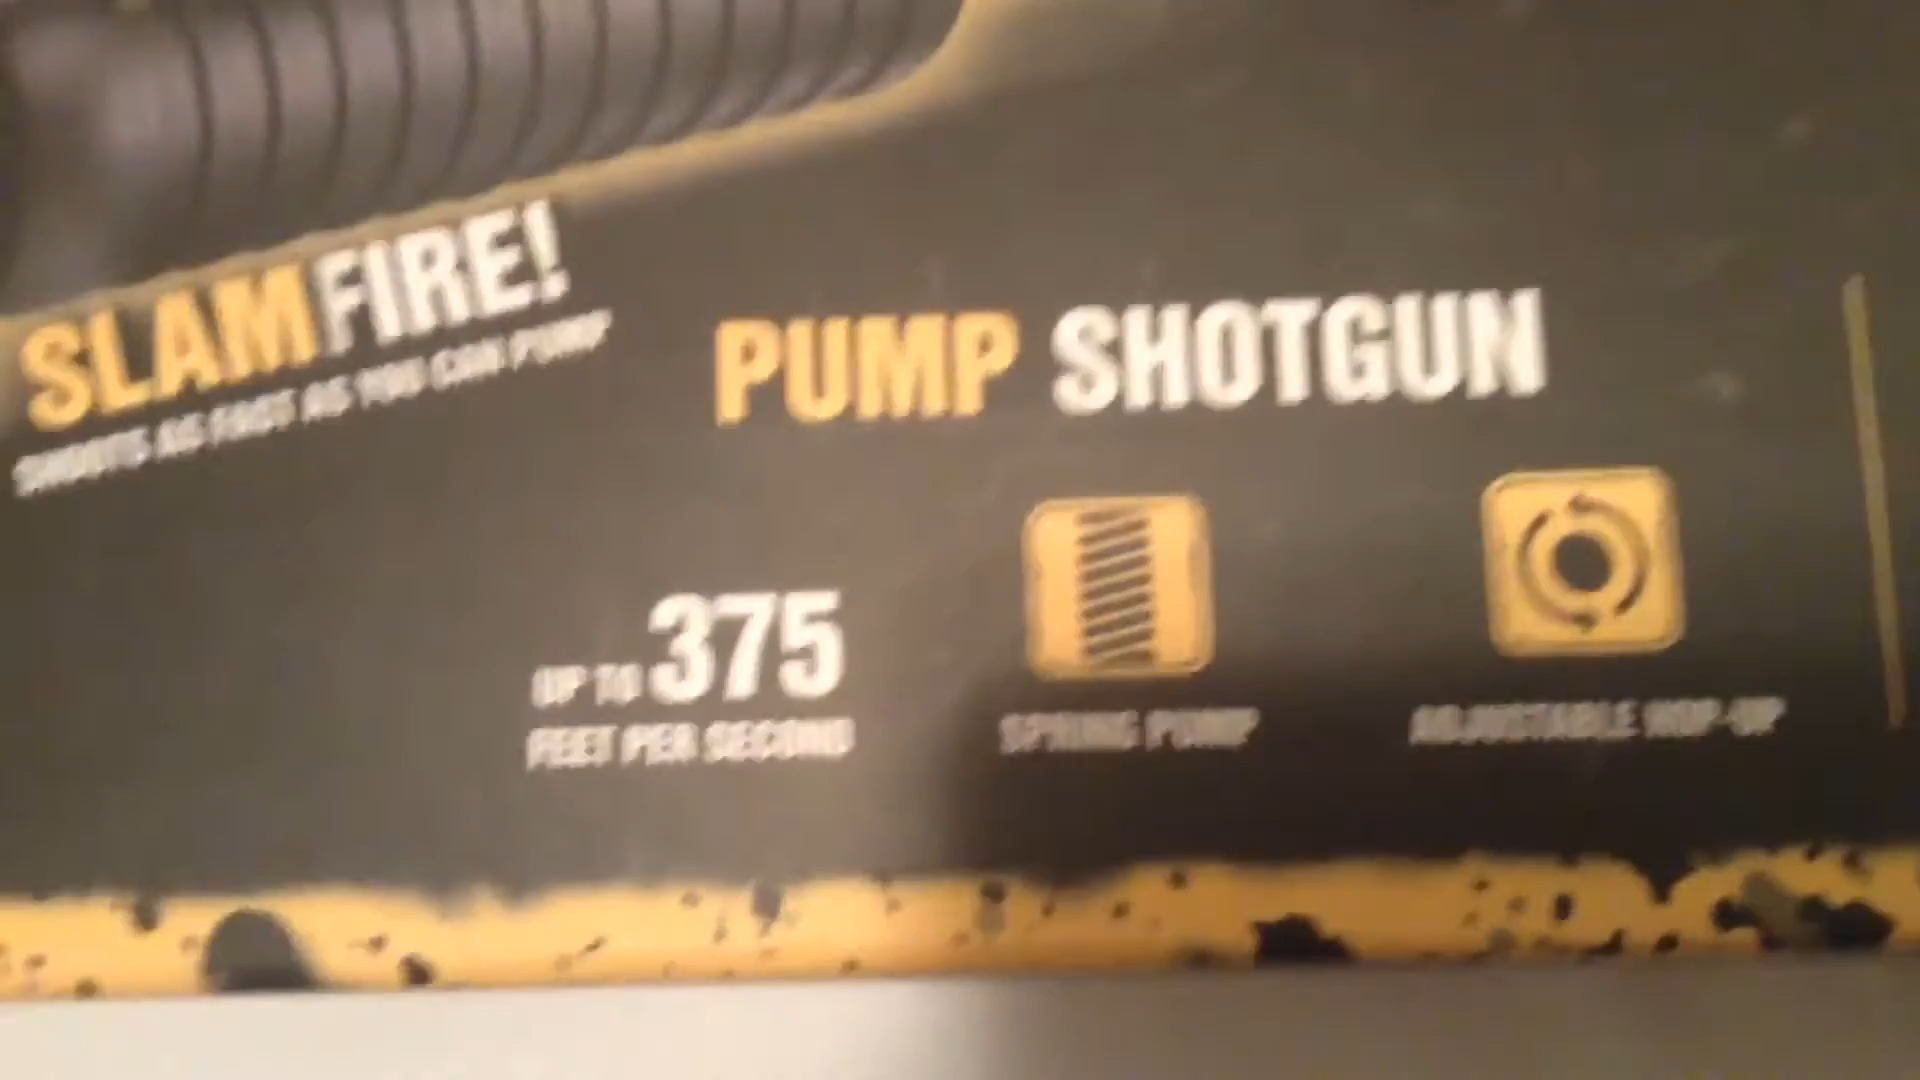 SLAMFIRE!
SHOOTS AS FAST AS YOU CAN PUMP
PUMP SHOTGUN
UP TO 375
FEET PER SECOND
SPRING PUMP
ADJUSTABLE HOP-UP